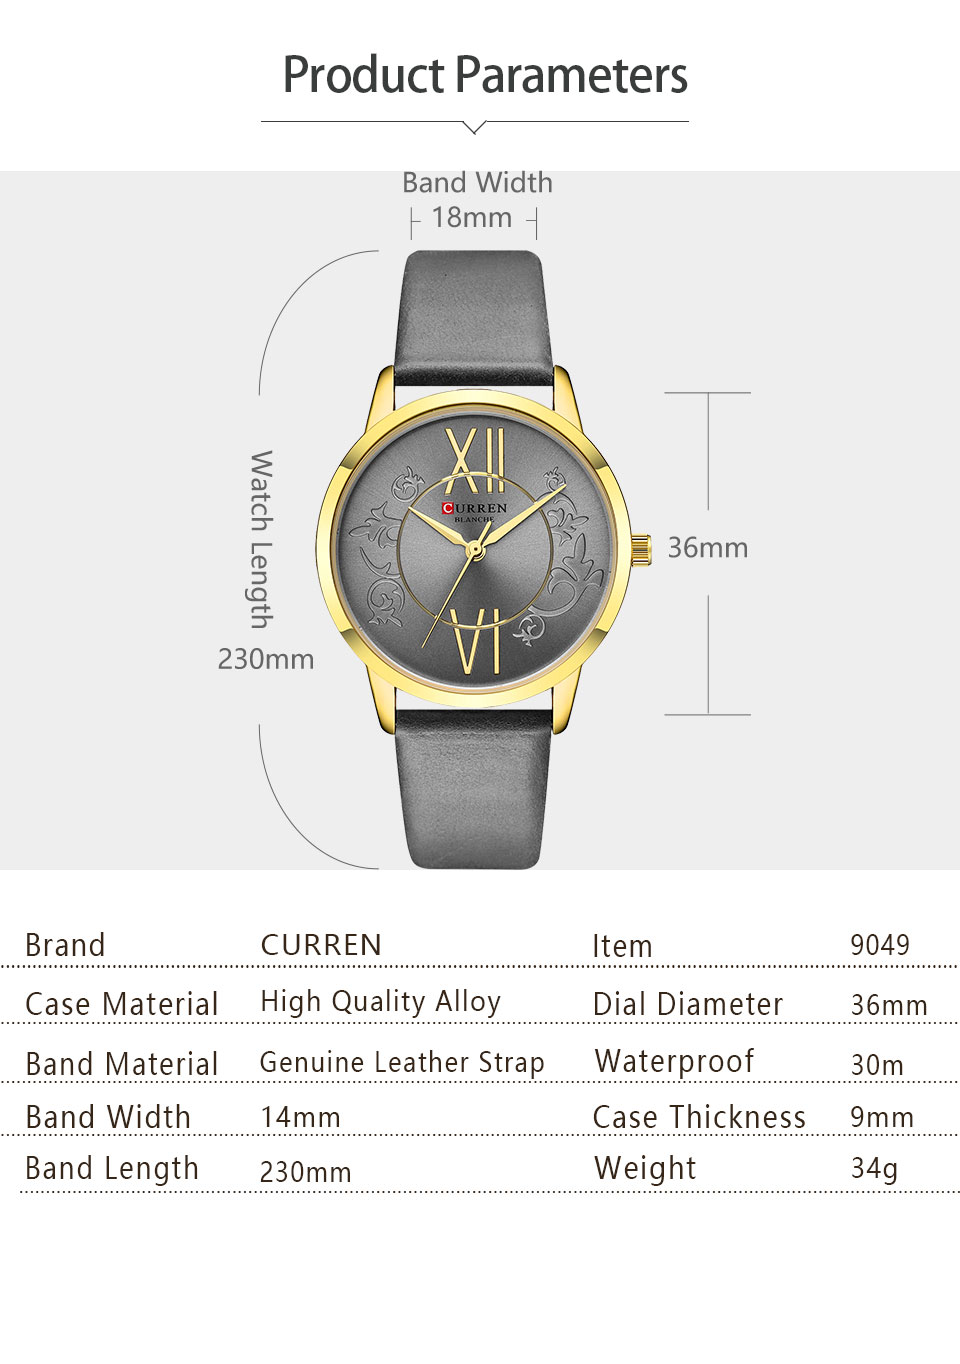 Product Parameters
Band Width
18mm
XII
CURREN
BLANCHE
Watch Length
230mm
36mm
VI
Brand CURREN Item 9049
Case Material High Quality Alloy Dial Diameter 36mm
Band Material Genuine Leather Strap Waterproof 30m
Band Width 14mm Case Thickness 9mm
Band Length 230mm Weight 34g